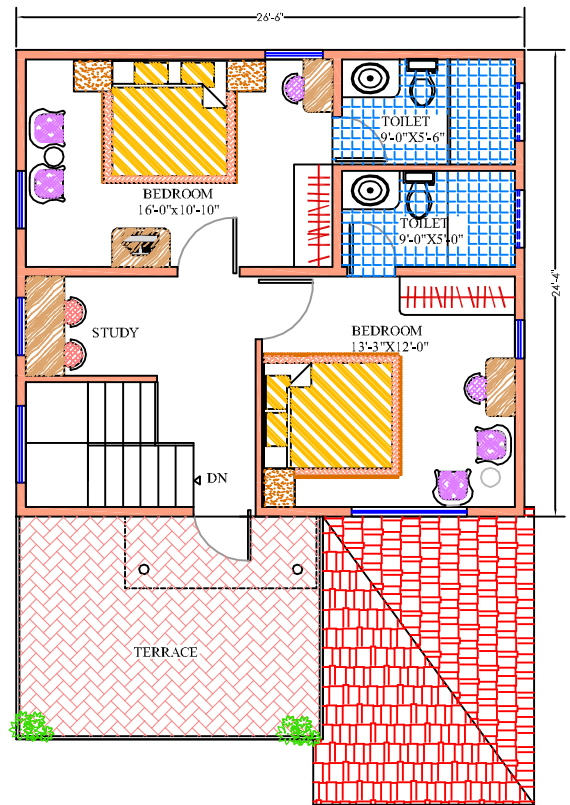 26'-6"
TOILET
9'-0"X5'-6"
BEDROOM
16'-0"x10'-10"
TOILET
9'-0"X5'-0"
24'-4"
STUDY
BEDROOM
13'-3"X12'-0"
DN
TERRACE